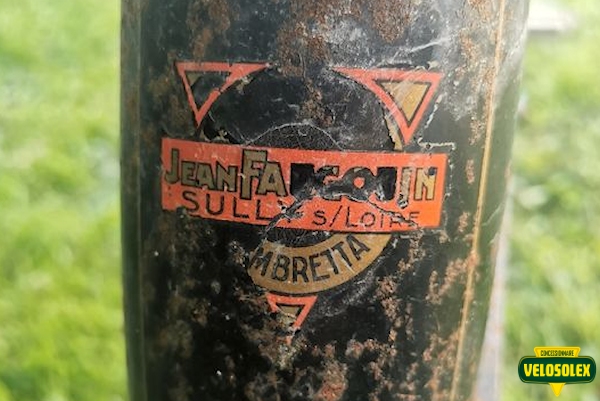 JEAN
SULLY S/LOIRE
MBRETTA
CONCESSIONNAIRE
VELOSOLEX